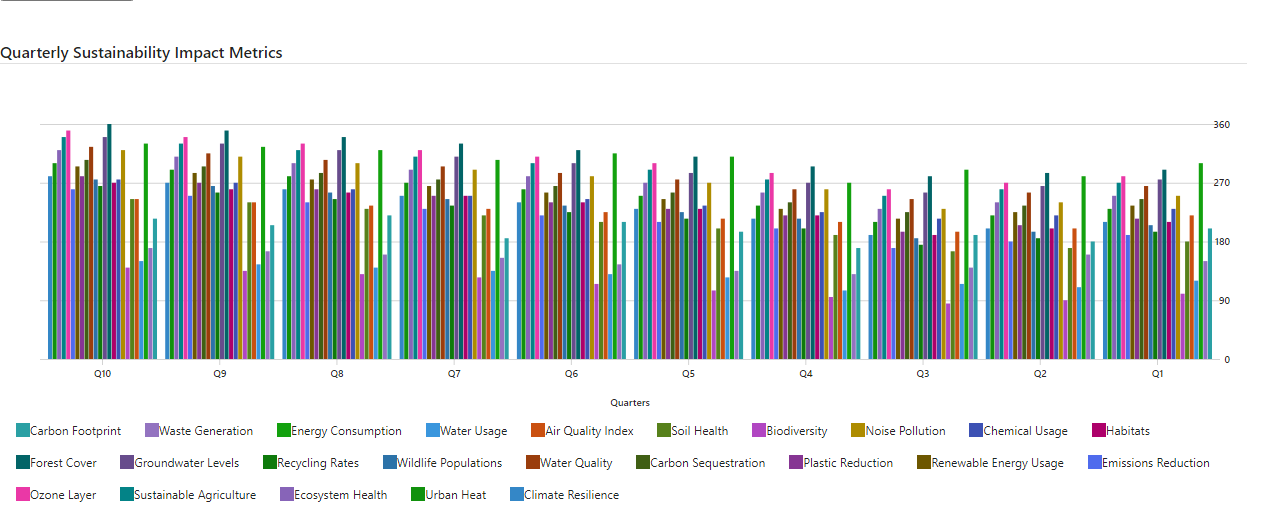 Quarterly Sustainability Impact Metrics
360
270
180
90
0
Q10 Q9 Q8 Q7 Q6 Q5 Q4 Q3 Q2 Q1
Quarters
Carbon Footprint Waste Generation Energy Consumption Water Usage Air Quality Index Soil Health Biodiversity Noise Pollution Chemical Usage Habitats
Forest Cover Groundwater Levels Recycling Rates Wildlife Populations Water Quality Carbon Sequestration Plastic Reduction Renewable Energy Usage Emissions Reduction
Ozone Layer Sustainable Agriculture Ecosystem Health Urban Heat Climate Resilience